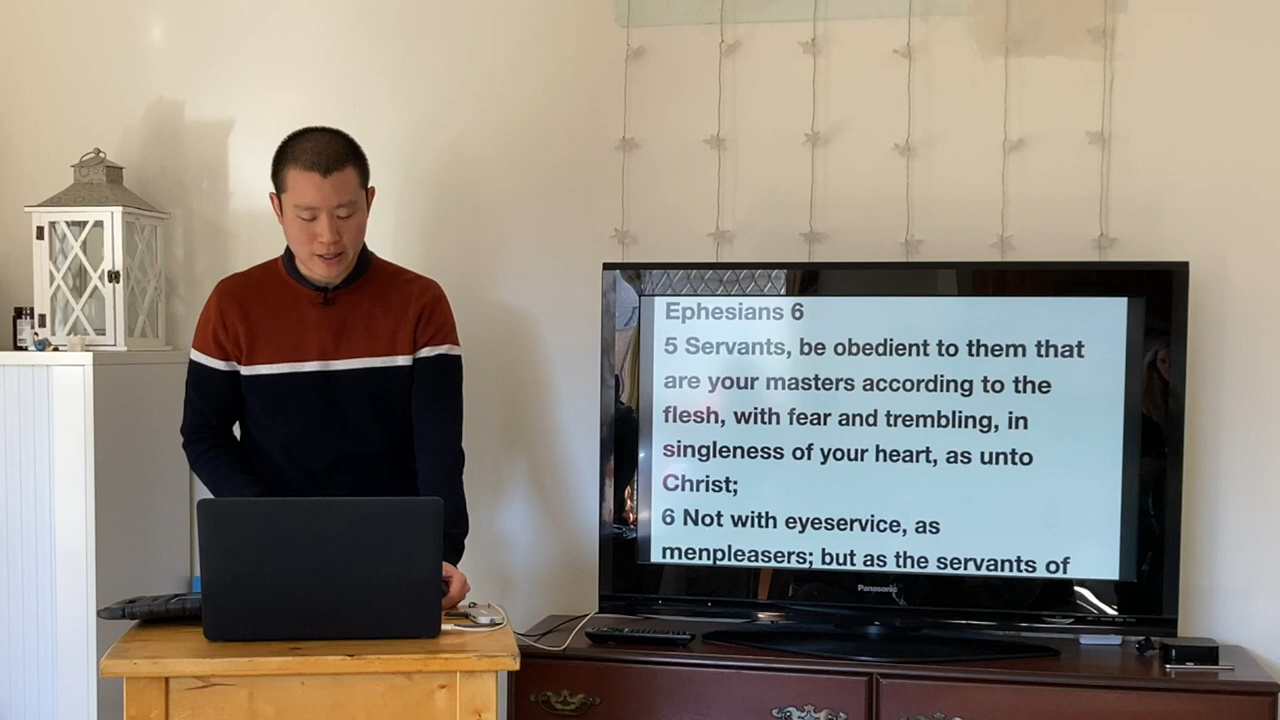 Ephesians 6
5 Servants, be obedient to them that
are your masters according to the
flesh, with fear and trembling, in
singleness of your heart, as unto
Christ;
6 Not with eyeservice, as
menpleasers; but as the servants of
Panasonic